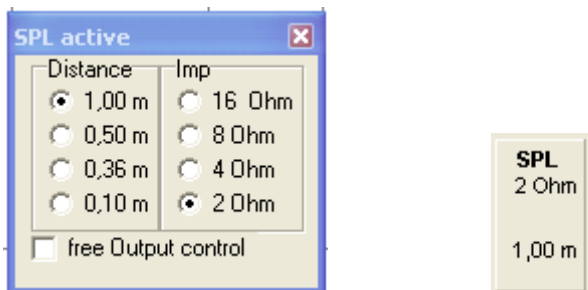 SPL active
Distance Imp
1,00 m 16 Ohm
0,50 m 8 Ohm
0,36 m 4 Ohm
0,10 m 2 Ohm
free Output control
SPL
2 Ohm
1,00 m